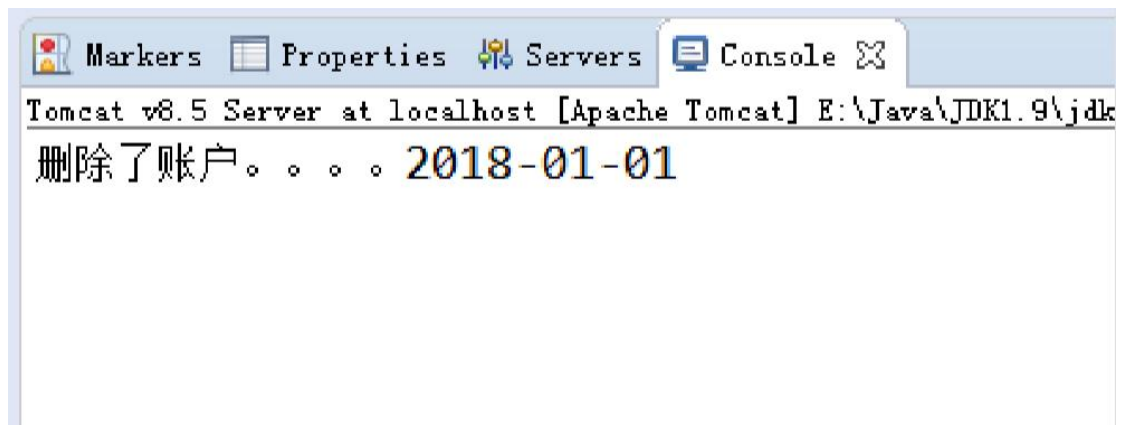 Markers Properties Servers Console
Tomcat v8.5 Server at localhost [Apache Tomcat] E:\Java\JDK1.9\jdk
删除了账户。。。。2018-01-01